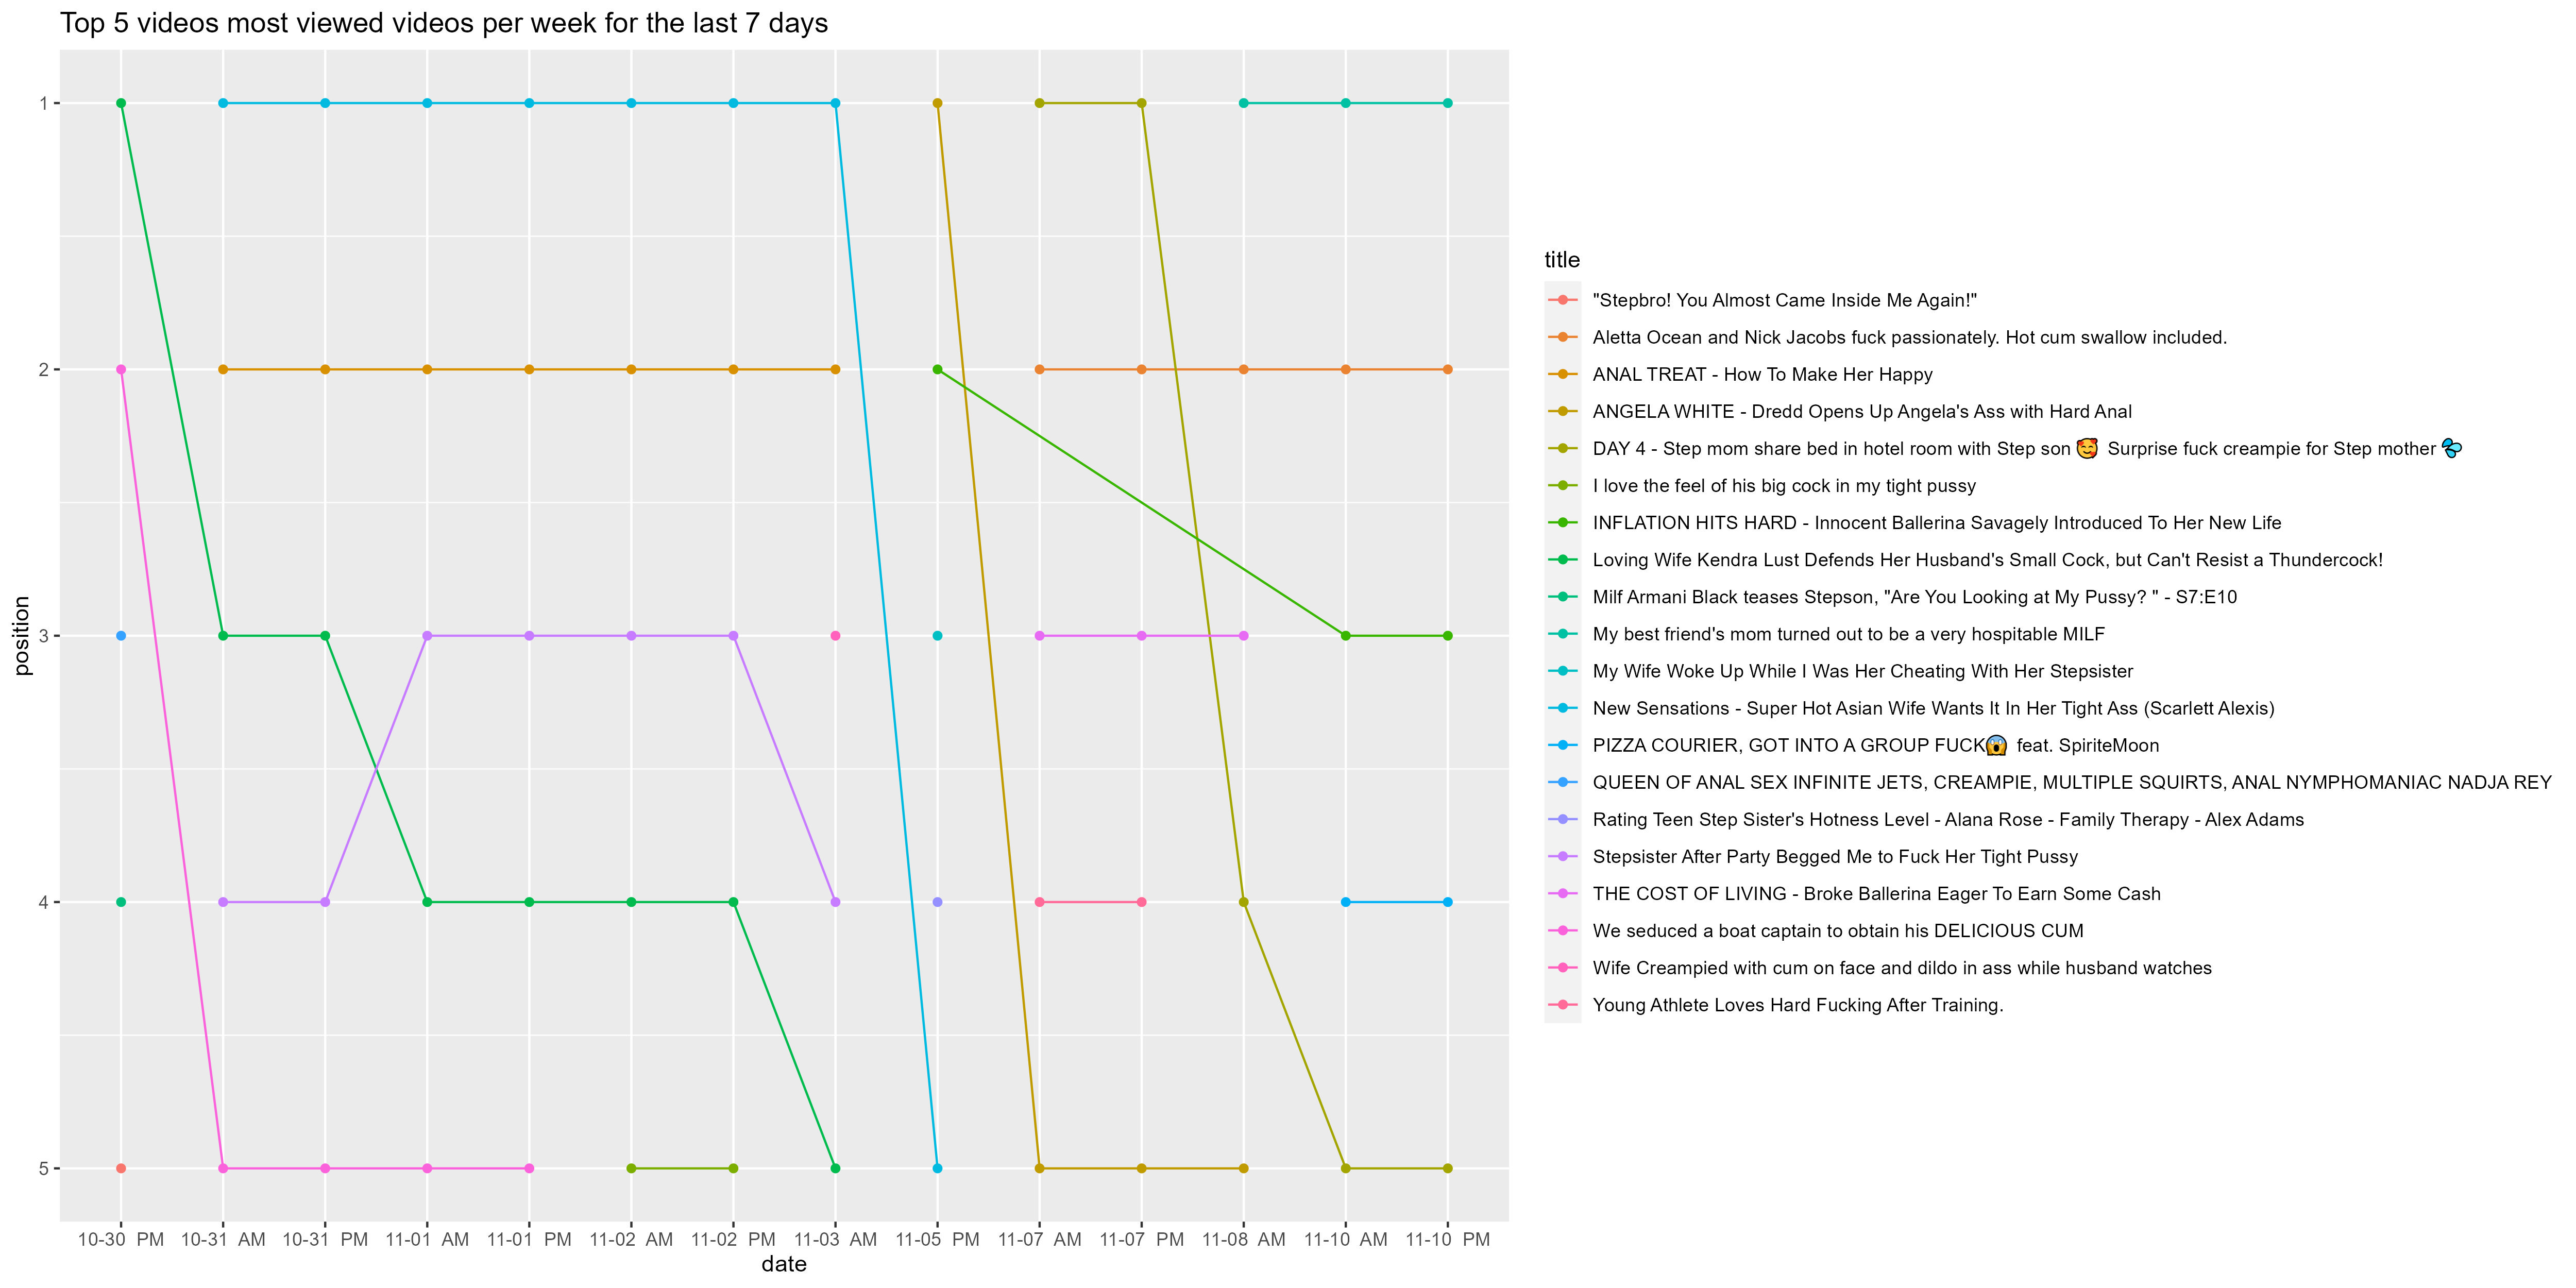 Top 5 videos most viewed videos per week for the last 7 days
position
1
2
3
4
5
10-30 PM 10-31 AM 10-31 PM 11-01 AM 11-01 PM 11-02 AM 11-02 PM 11-03 AM 11-05 PM 11-07 AM 11-07 PM 11-08 AM 11-10 AM 11-10 PM
date
title
"Stepbro! You Almost Came Inside Me Again!"
Aletta Ocean and Nick Jacobs fuck passionately. Hot cum swallow included.
ANAL TREAT - How To Make Her Happy
ANGELA WHITE - Dredd Opens Up Angela's Ass with Hard Anal
DAY 4 - Step mom share bed in hotel room with Step son 🥰 Surprise fuck creampie for Step mother 💦
I love the feel of his big cock in my tight pussy
INFLATION HITS HARD - Innocent Ballerina Savagely Introduced To Her New Life
Loving Wife Kendra Lust Defends Her Husband's Small Cock, but Can't Resist a Thundercock!
Milf Armani Black teases Stepson, "Are You Looking at My Pussy? " - S7:E10
My best friend's mom turned out to be a very hospitable MILF
My Wife Woke Up While I Was Her Cheating With Her Stepsister
New Sensations - Super Hot Asian Wife Wants It In Her Tight Ass (Scarlett Alexis)
PIZZA COURIER, GOT INTO A GROUP FUCK😱 feat. SpiriteMoon
QUEEN OF ANAL SEX INFINITE JETS, CREAMPIE, MULTIPLE SQUIRTS, ANAL NYMPHOMANIAC NADJA REY
Rating Teen Step Sister's Hotness Level - Alana Rose - Family Therapy - Alex Adams
Stepsister After Party Begged Me to Fuck Her Tight Pussy
THE COST OF LIVING - Broke Ballerina Eager To Earn Some Cash
We seduced a boat captain to obtain his DELICIOUS CUM
Wife Creampied with cum on face and dildo in ass while husband watches
Young Athlete Loves Hard Fucking After Training.